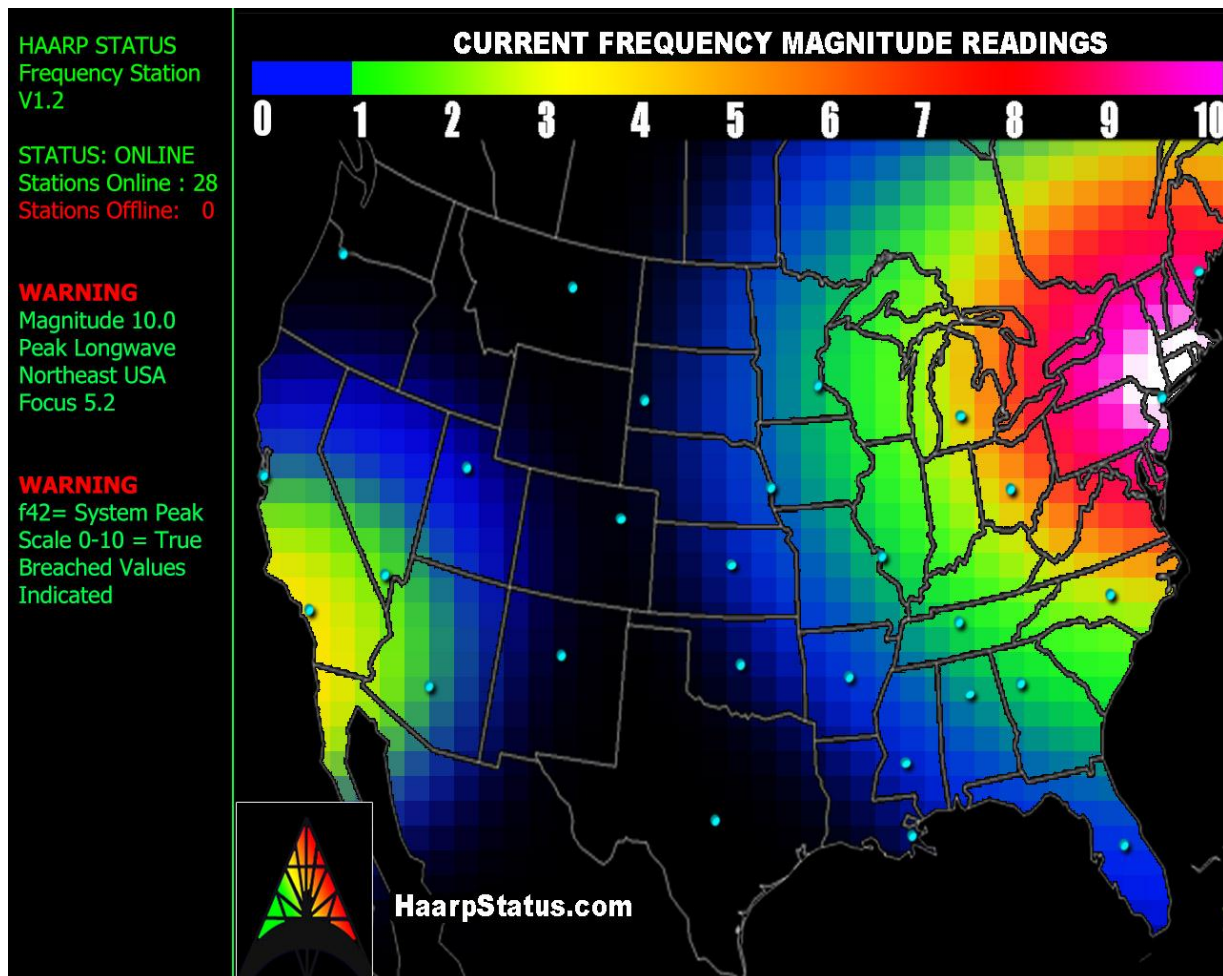 HAARP STATUS
Frequency Station
V1.2
STATUS: ONLINE
Stations Online : 28
Stations Offline: 0
WARNING
Magnitude 10.0
Peak Longwave
Northeast USA
Focus 5.2
WARNING
f42= System Peak
Scale 0-10 = True
Breached Values
Indicated
CURRENT FREQUENCY MAGNITUDE READINGS
0 1 2 3 4 5 6 7 8 9 10
HaarpStatus.com